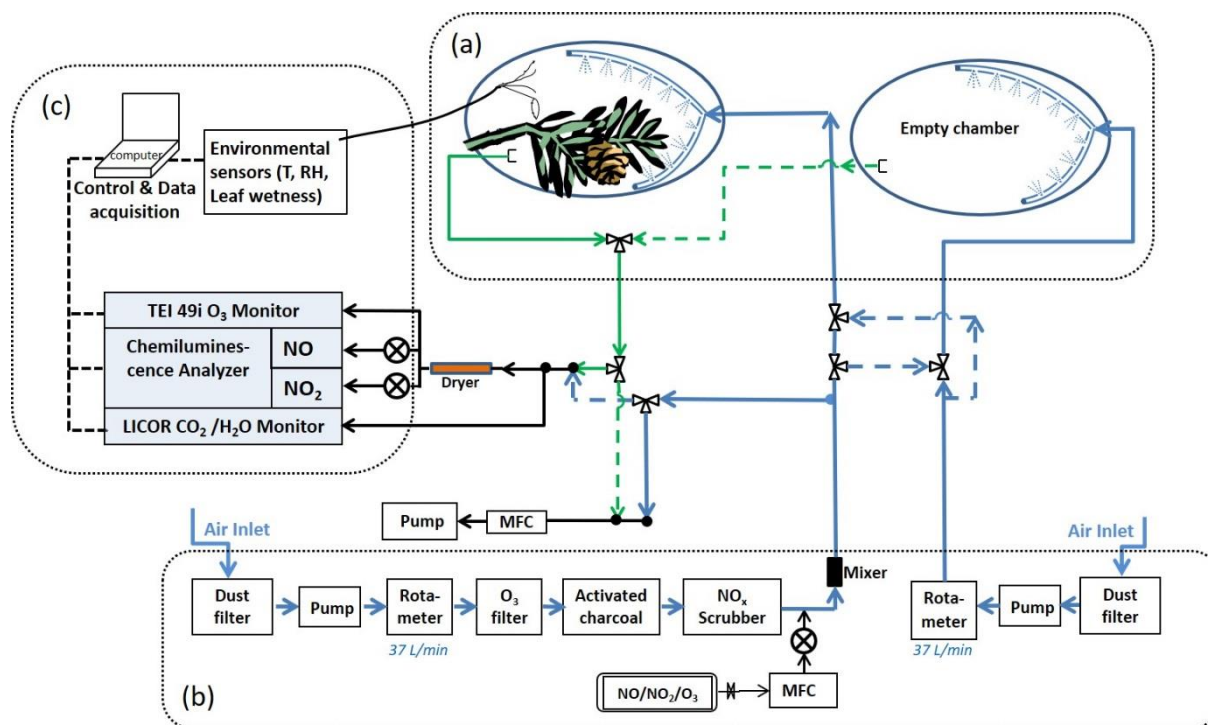 (a)
Empty chamber
(c)
computer
Control & Data
acquisition
Environmental
sensors (T, RH,
Leaf wetness)
TEI 49i O₃ Monitor
Chemilumines-
cence Analyzer
NO
NO₂
LICOR CO₂ /H₂O Monitor
Dryer
Pump
MFC
Air Inlet
Air Inlet
Mixer
Dust
filter
Pump
Rota-
meter
37 L/min
O₃
filter
Activated
charcoal
NOₓ
Scrubber
Rota-
meter
37 L/min
Pump
Dust
filter
(b)
NO/NO₂/O₃
MFC